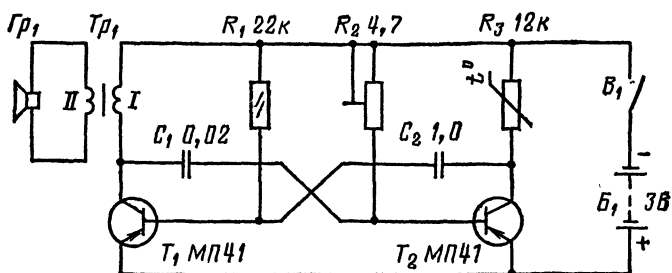 Гр₁ Тр₁ R₁ 22к R₂ 4,7 R₃ 12к
t°
II I
B₁
C₁ 0,02 C₂ 1,0
−
Б₁ 3В
+
T₁ МП41 T₂ МП41